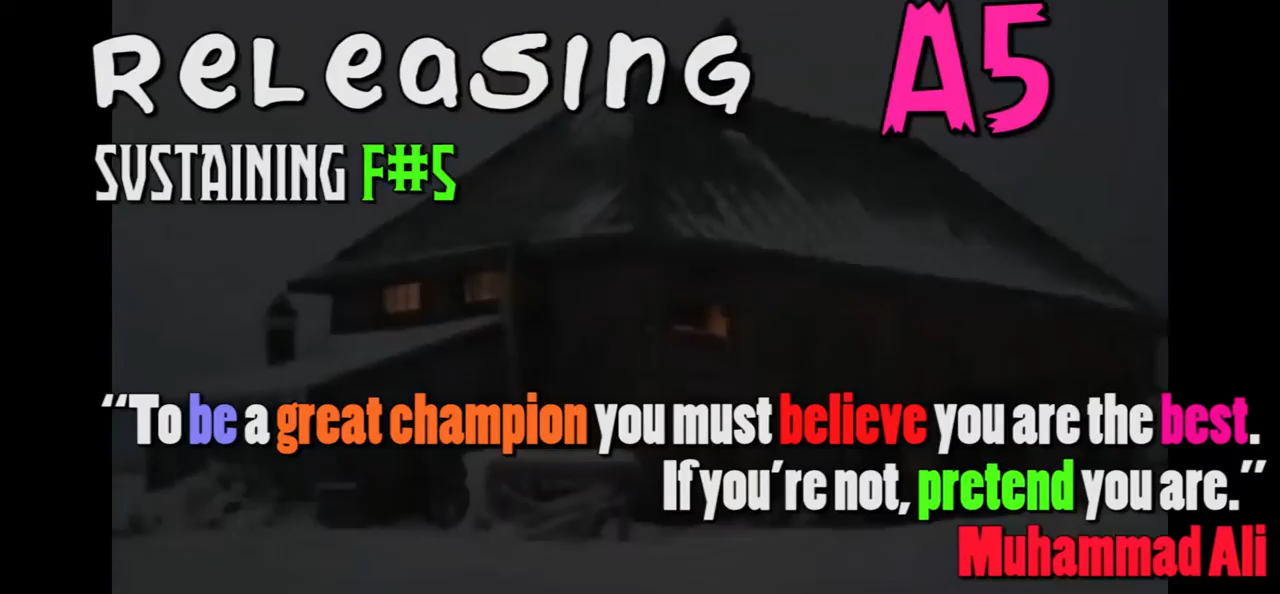 Releasing A5
SUSTAINING F#5
“To be a great champion you must believe you are the best.
If you’re not, pretend you are.”
Muhammad Ali